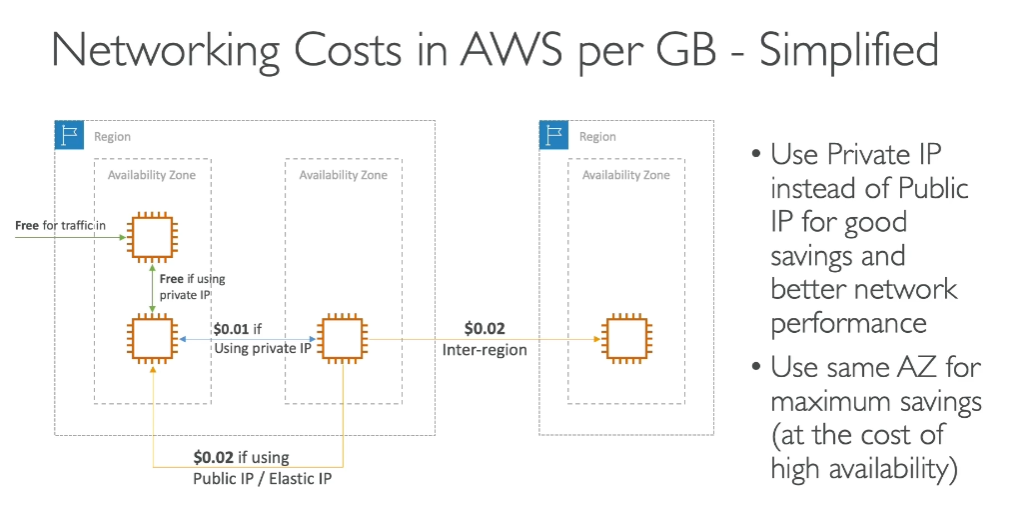 Networking Costs in AWS per GB - Simplified
Region
Availability Zone
Availability Zone
Free for traffic in
Free if using
private IP
$0.01 if
Using private IP
$0.02 if using
Public IP / Elastic IP
$0.02
Inter-region
Region
Availability Zone
• Use Private IP
instead of Public
IP for good
savings and
better network
performance
• Use same AZ for
maximum savings
(at the cost of
high availability)